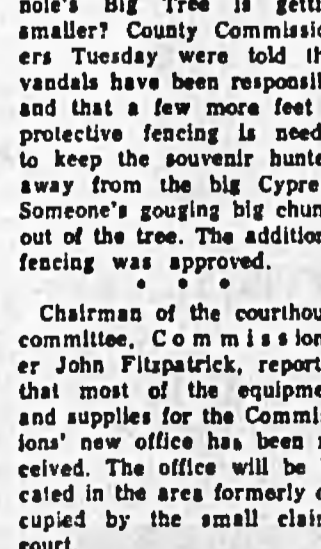 nole's Big Tree is getti
smaller? County Commissio
ers Tuesday were told th
vandals have been responsib
and that a few more feet
protective fencing is need
to keep the souvenir hunte
away from the big Cypre
Someone's gouging big chun
out of the tree. The addition
fencing was approved.
• • •
Chairman of the courthou
committee, Commission
er John Fitzpatrick, report
that most of the equipme
and supplies for the Commis
ions' new office has been r
ceived. The office will be l
cated in the area formerly o
cupied by the small clain
court.